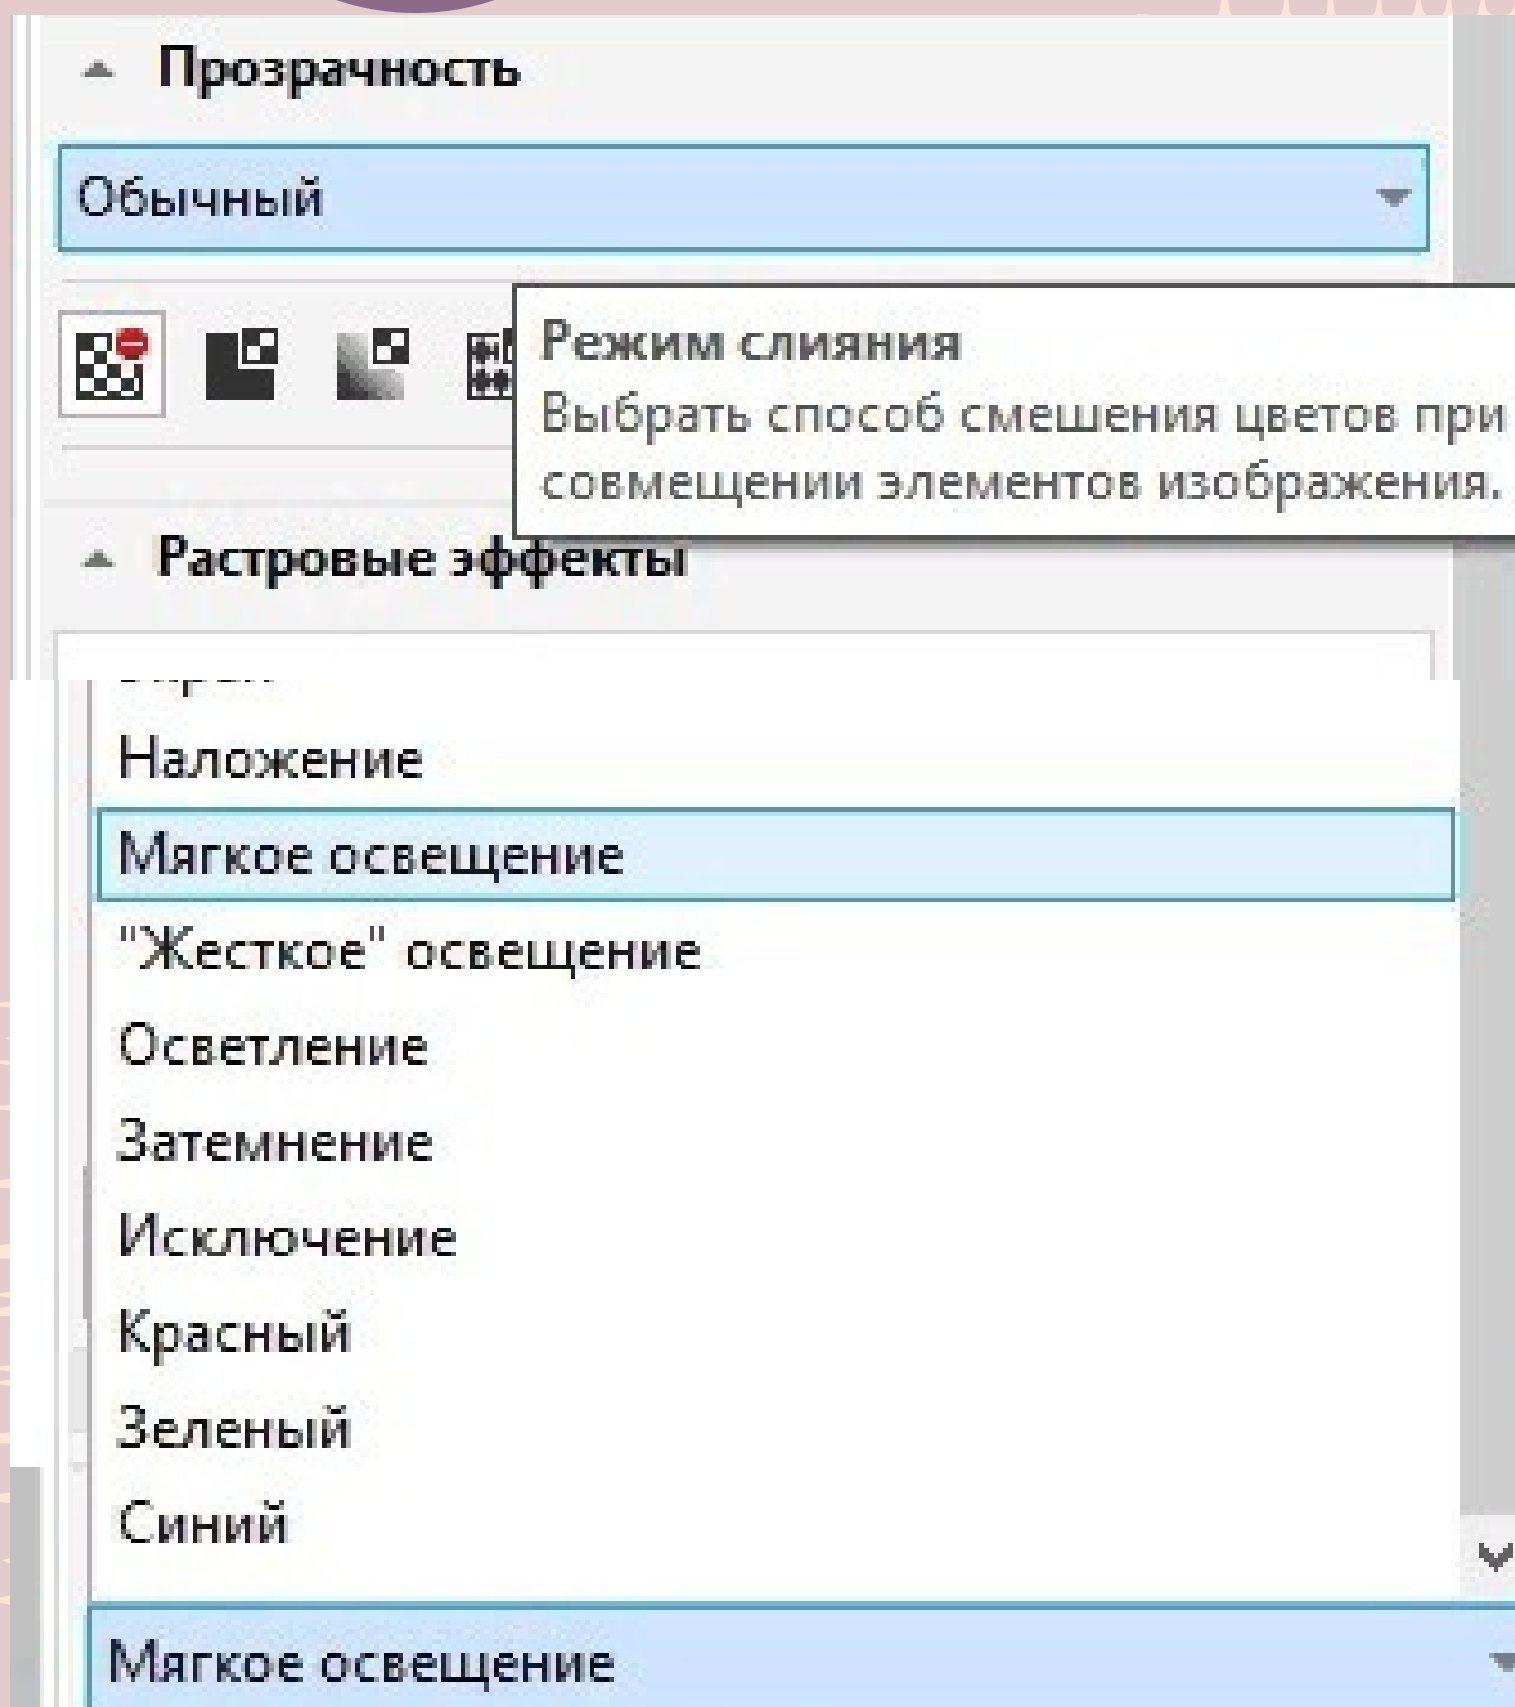 Прозрачность
Обычный
Режим слияния
Выбрать способ смешения цветов при
совмещении элементов изображения.
Растровые эффекты
Наложение
Мягкое освещение
"Жесткое" освещение
Осветление
Затемнение
Исключение
Красный
Зеленый
Синий
Мягкое освещение